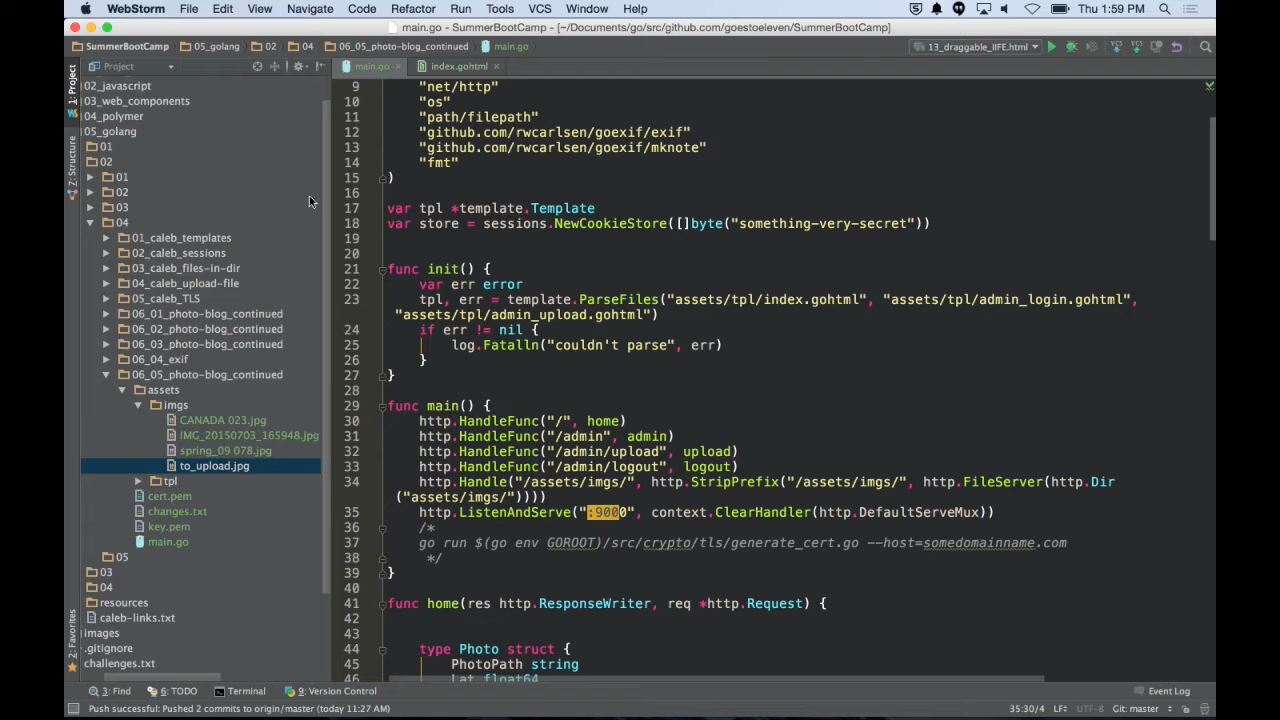 WebStorm File Edit View Navigate Code Refactor Run Tools VCS Window Help Thu 1:59 PM
main.go - SummerBootCamp - [~/Documents/go/src/github.com/goestoeleven/SummerBootCamp]
SummerBootCamp 05_golang 02 04 06_05_photo-blog_continued main.go 13_draggable_IIFE.html
Project main.go index.gohtml
1: Project
7: Structure
2: Favorites
02_javascript
03_web_components
04_polymer
05_golang
01
02
01
02
03
04
01_caleb_templates
02_caleb_sessions
03_caleb_files-in-dir
04_caleb_upload-file
05_caleb_TLS
06_01_photo-blog_continued
06_02_photo-blog_continued
06_03_photo-blog_continued
06_04_exif
06_05_photo-blog_continued
assets
imgs
CANADA 023.jpg
IMG_20150703_165948.jpg
spring_09 078.jpg
to_upload.jpg
tpl
cert.pem
changes.txt
key.pem
main.go
05
03
04
resources
caleb-links.txt
images
.gitignore
challenges.txt
9 "net/http"
10 "os"
11 "path/filepath"
12 "github.com/rwcarlsen/goexif/exif"
13 "github.com/rwcarlsen/goexif/mknote"
14 "fmt"
15 )
16
17 var tpl *template.Template
18 var store = sessions.NewCookieStore([]byte("something-very-secret"))
19
20
21 func init() {
22 var err error
23 tpl, err = template.ParseFiles("assets/tpl/index.gohtml", "assets/tpl/admin_login.gohtml",
"assets/tpl/admin_upload.gohtml")
24 if err != nil {
25 log.Fatalln("couldn't parse", err)
26 }
27 }
28
29 func main() {
30 http.HandleFunc("/", home)
31 http.HandleFunc("/admin", admin)
32 http.HandleFunc("/admin/upload", upload)
33 http.HandleFunc("/admin/logout", logout)
34 http.Handle("/assets/imgs/", http.StripPrefix("/assets/imgs/", http.FileServer(http.Dir
("assets/imgs/"))))
35 http.ListenAndServe(":9000", context.ClearHandler(http.DefaultServeMux))
36 /*
37 go run $(go env GOROOT)/src/crypto/tls/generate_cert.go --host=somedomainname.com
38 */
39 }
40
41 func home(res http.ResponseWriter, req *http.Request) {
42
43
44 type Photo struct {
45 PhotoPath string
46 Lat float64
3: Find 6: TODO Terminal 9: Version Control Event Log
Push successful: Pushed 2 commits to origin/master (today 11:27 AM) 35:30/4 LF UTF-8 Git: master